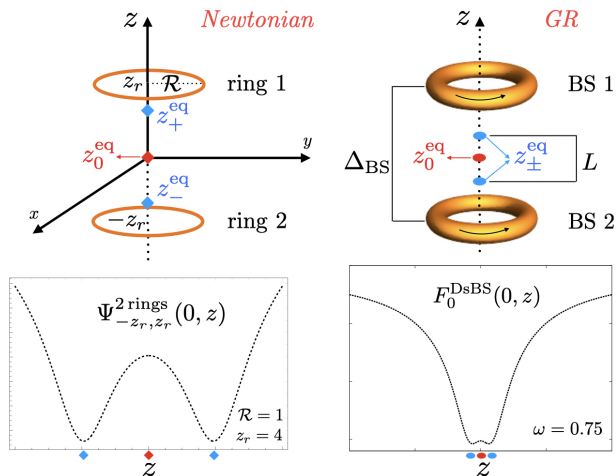 Newtonian
z
z_r
ℛ
ring 1
z_+^eq
z_0^eq
y
z_-^eq
x
-z_r
ring 2
GR
BS 1
Δ_BS
z_0^eq
z_±^eq
L
BS 2
Ψ^{2 rings}_{-z_r,z_r}(0, z)
ℛ = 1
z_r = 4
z
F_0^{DsBS}(0, z)
ω = 0.75
z